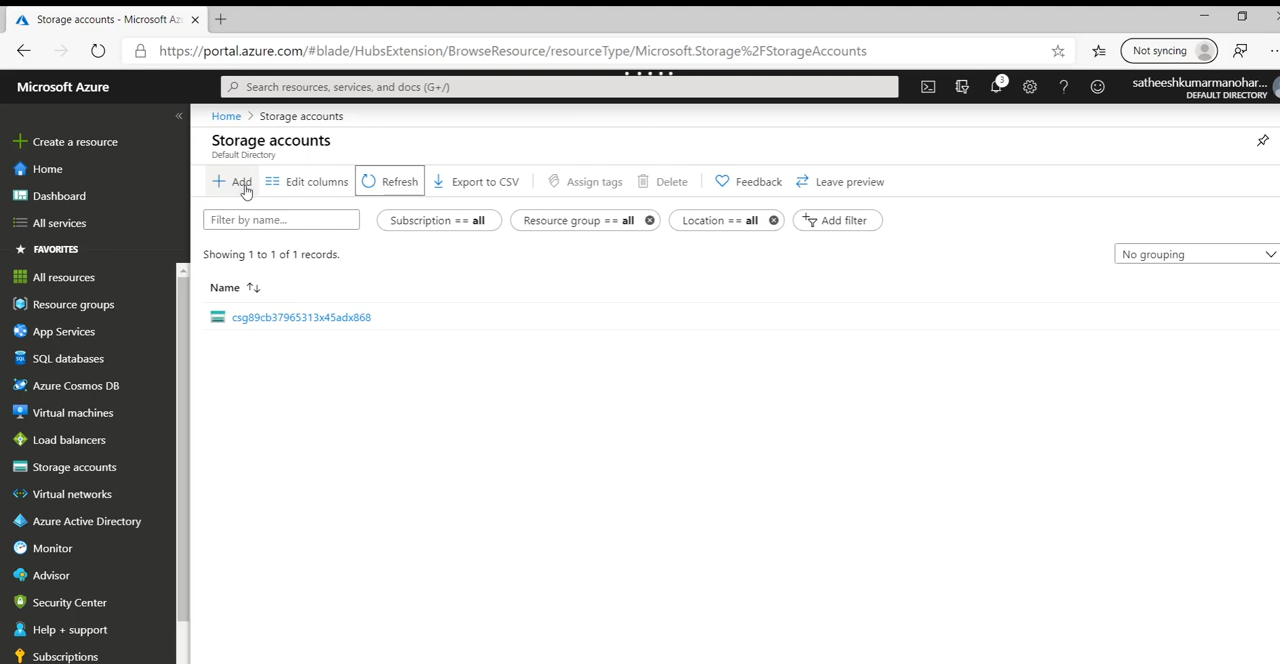 Storage accounts - Microsoft Az
https://portal.azure.com/#blade/HubsExtension/BrowseResource/resourceType/Microsoft.Storage%2FStorageAccounts
Not syncing
Microsoft Azure
Search resources, services, and docs (G+/)
3
satheeshkumarmanohar...
DEFAULT DIRECTORY
Create a resource
Home
Dashboard
All services
FAVORITES
All resources
Resource groups
App Services
SQL databases
Azure Cosmos DB
Virtual machines
Load balancers
Storage accounts
Virtual networks
Azure Active Directory
Monitor
Advisor
Security Center
Help + support
Subscriptions
Home > Storage accounts
Storage accounts
Default Directory
Add Edit columns Refresh Export to CSV Assign tags Delete Feedback Leave preview
Filter by name... Subscription == all Resource group == all Location == all Add filter
Showing 1 to 1 of 1 records. No grouping
Name
csg89cb37965313x45adx868